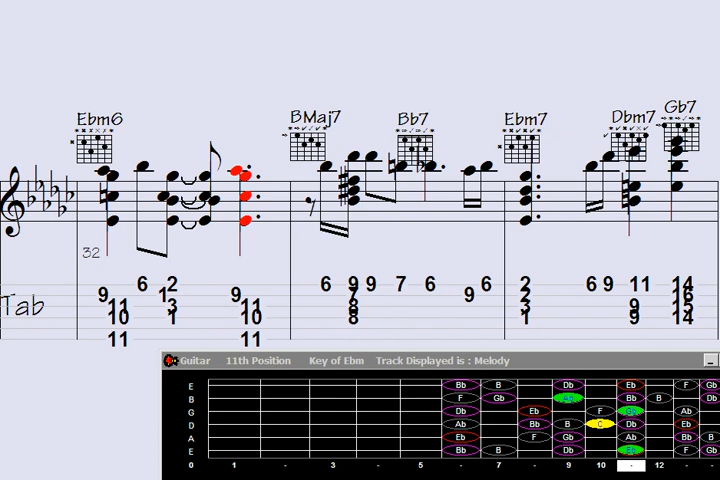 Ebm6 BMaj7 Bb7 Ebm7 Dbm7 Gb7
32
6 2 6 9 9 7 6 6 2 6 9 11 14
9 1 9 7 9 2 16
11 3 11 8 3 9 15
Tab 10 1 10 8 1 9 14
11 11
Guitar 11th Position Key of Ebm Track Displayed is : Melody
E Bb B Db Eb F Gb
B F Gb Bb B Db
G Db Eb F Ab
D Ab Bb B C Db Eb
A Eb F Gb Ab Bb B
E Bb B Db F Gb
0 1 - 3 - 5 - 7 - 9 10 - 12 - -